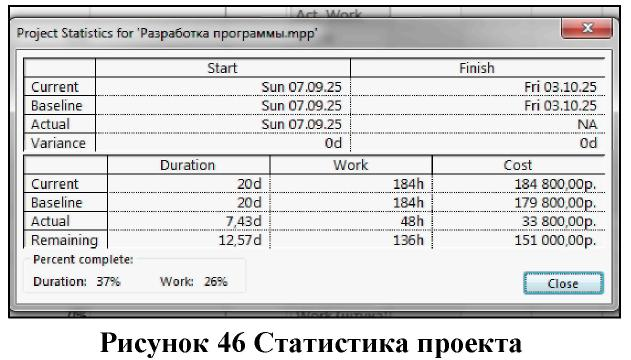 Act. Work
Project Statistics for 'Разработка программы.mpp'
Start Finish
Current Sun 07.09.25 Fri 03.10.25
Baseline Sun 07.09.25 Fri 03.10.25
Actual Sun 07.09.25 NA
Variance 0d 0d
Duration Work Cost
Current 20d 184h 184 800,00р.
Baseline 20d 184h 179 800,00р.
Actual 7,43d 48h 33 800,00р.
Remaining 12,57d 136h 151 000,00р.
Percent complete:
Duration: 37% Work: 26%
Close
Рисунок 46 Статистика проекта